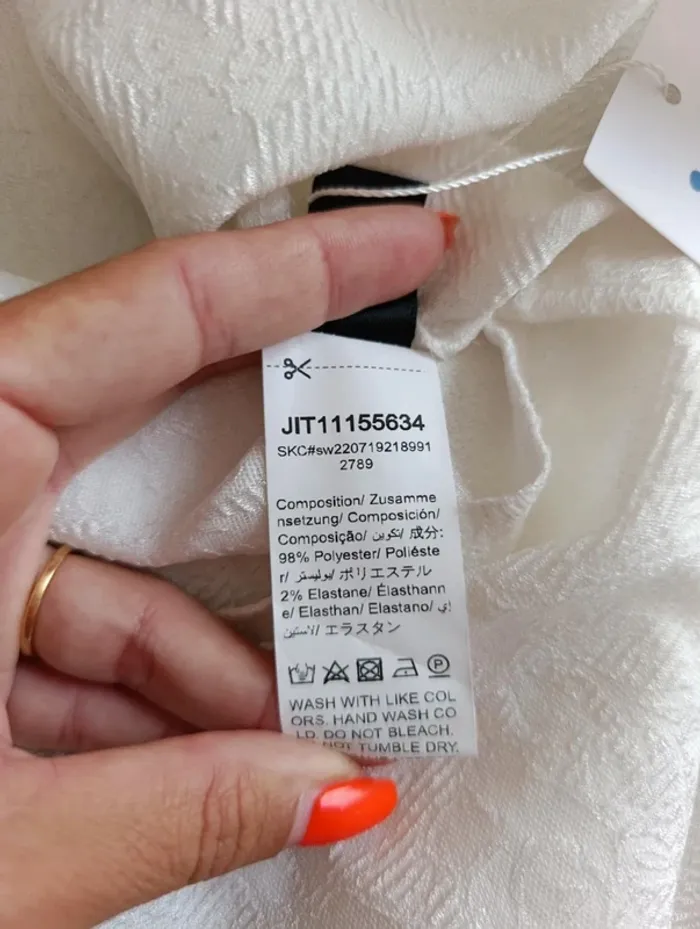 JIT11155634
SKC#sw220719218991
2789
Composition/ Zusamme
nsetzung/ Composición/
Composição/ تكوين/ 成分:
98% Polyester/ Poliéste
r/ بوليستر/ ポリエステル
2% Elastane/ Élasthann
e/ Elasthan/ Elastano/ إي
لاستين/ エラスタン
WASH WITH LIKE COL
ORS. HAND WASH CO
LD. DO NOT BLEACH.
NOT TUMBLE DRY.